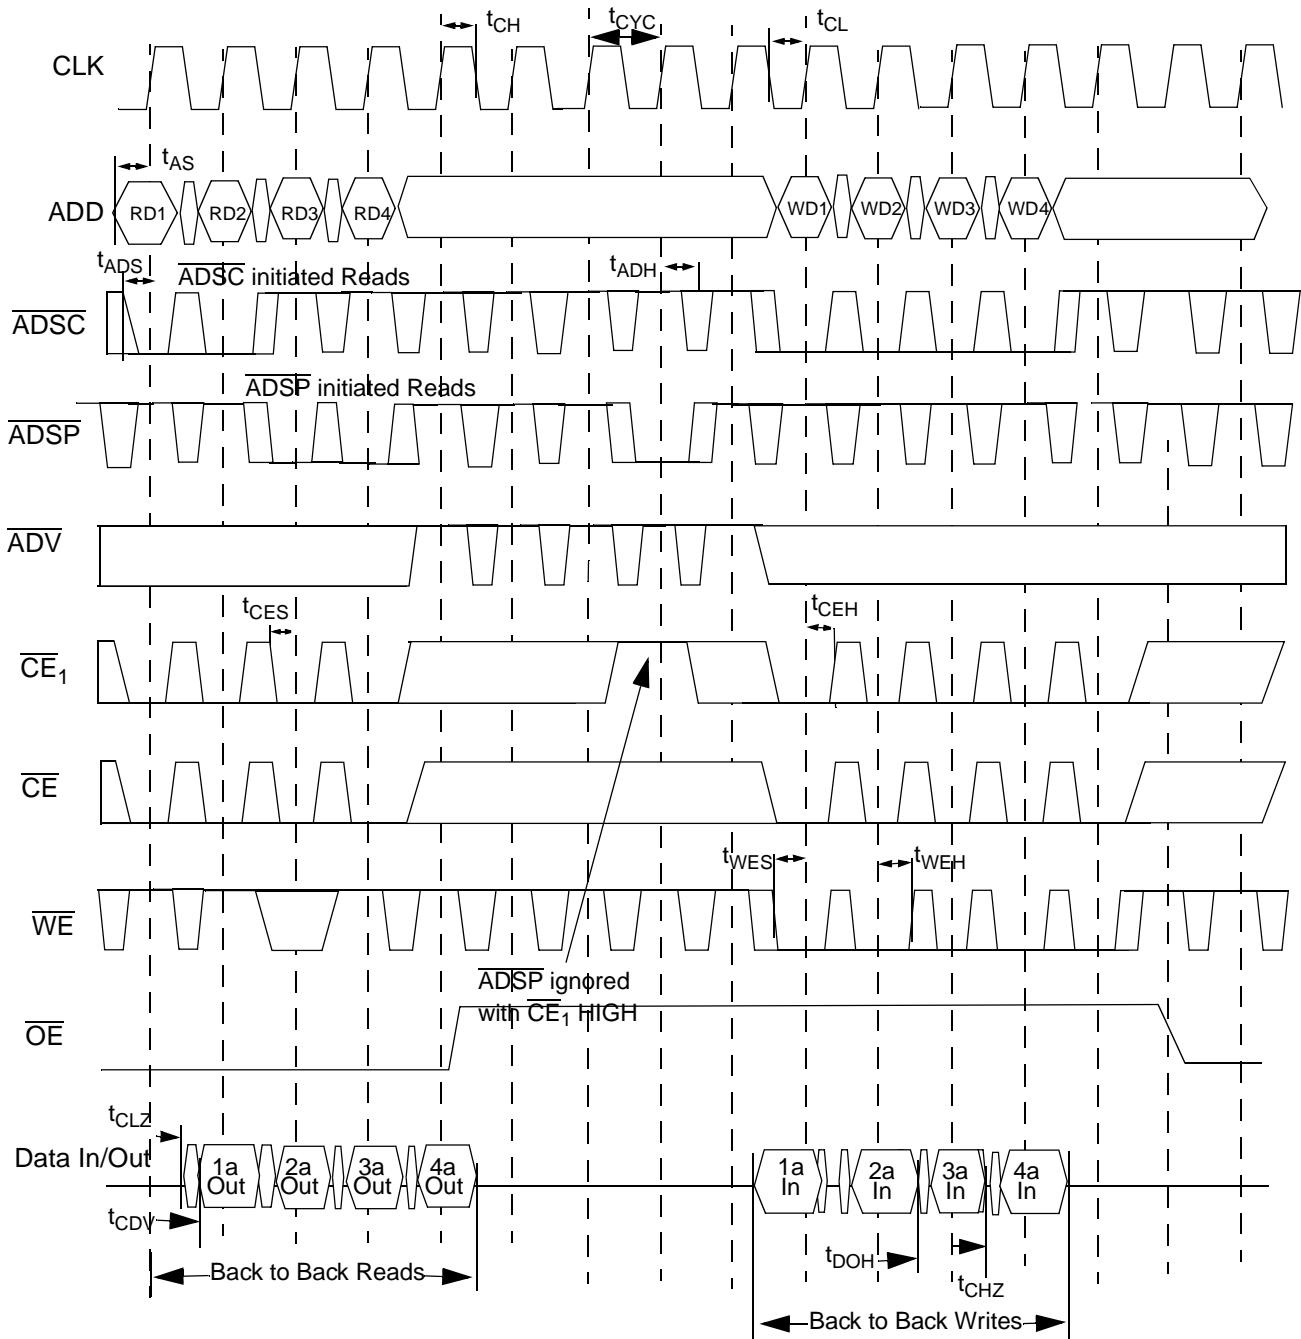 tCH
tCYC
tCL
CLK
tAS
ADD
RD1
RD2
RD3
RD4
WD1
WD2
WD3
WD4
tADS
ADSC initiated Reads
tADH
ADSC
ADSP initiated Reads
ADSP
ADV
tCES
tCEH
CE1
CE
tWES
tWEH
WE
ADSP ignored
with CE1 HIGH
OE
tCLZ
Data In/Out
1a
Out
2a
Out
3a
Out
4a
Out
1a
In
2a
In
3a
In
4a
In
tCDV
tDOH
tCHZ
Back to Back Reads
Back to Back Writes